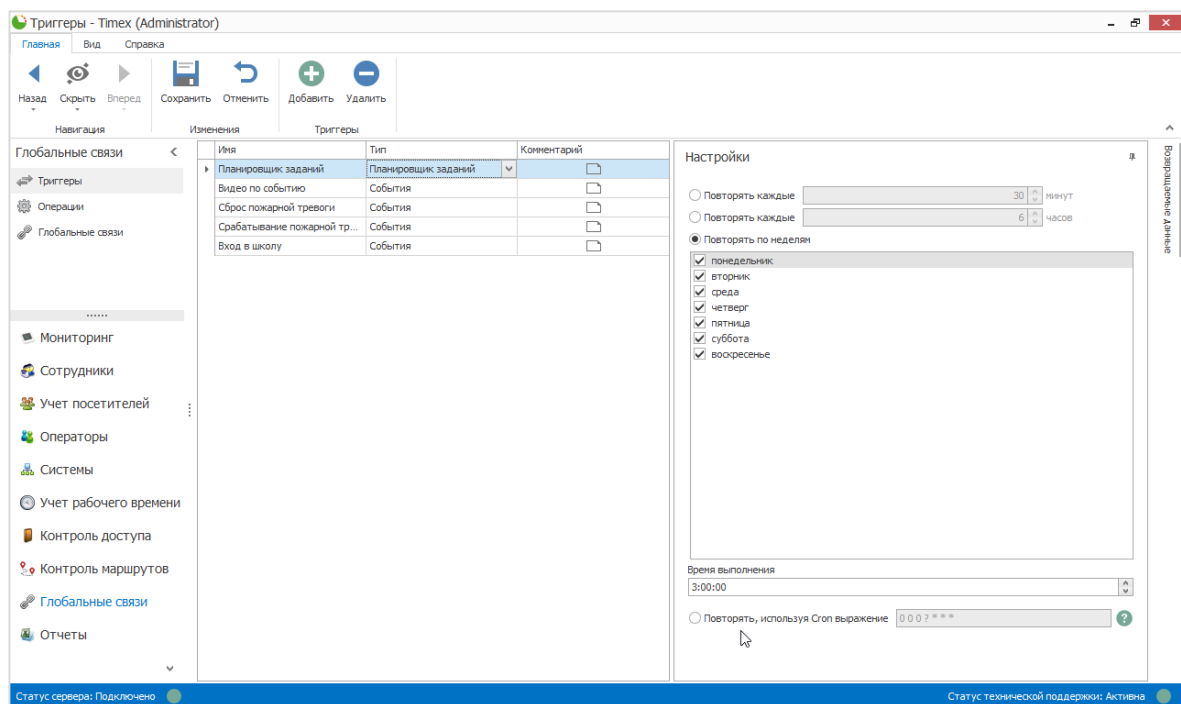 Триггеры - Timex (Administrator)
Главная Вид Справка
Назад Скрыть Вперед Сохранить Отменить Добавить Удалить
Навигация Изменения Триггеры
Глобальные связи
Триггеры
Операции
Глобальные связи
Мониторинг
Сотрудники
Учет посетителей
Операторы
Системы
Учет рабочего времени
Контроль доступа
Контроль маршрутов
Глобальные связи
Отчеты
Имя Тип Комментарий
Планировщик заданий Планировщик заданий
Видео по событию События
Сброс пожарной тревоги События
Срабатывание пожарной тр... События
Вход в школу События
Настройки
Повторять каждые 30 минут
Повторять каждые 6 часов
Повторять по неделям
понедельник
вторник
среда
четверг
пятница
суббота
воскресенье
Время выполнения
3:00:00
Повторять, используя Cron выражение 0 0 0 ? * * * ?
Возвращаемые данные
Статус сервера: Подключено Статус технической поддержки: Активна